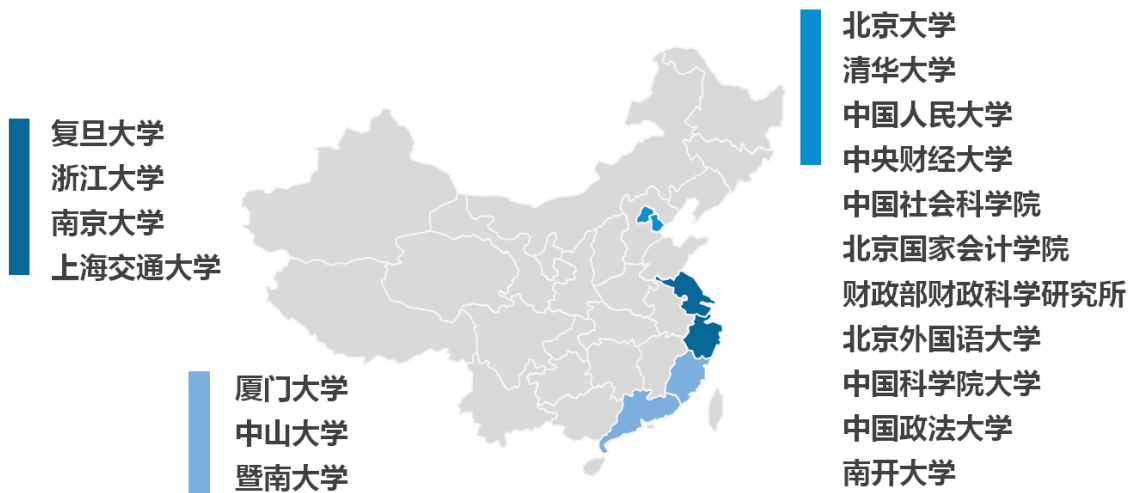 复旦大学
浙江大学
南京大学
上海交通大学
厦门大学
中山大学
暨南大学
北京大学
清华大学
中国人民大学
中央财经大学
中国社会科学院
北京国家会计学院
财政部财政科学研究所
北京外国语大学
中国科学院大学
中国政法大学
南开大学